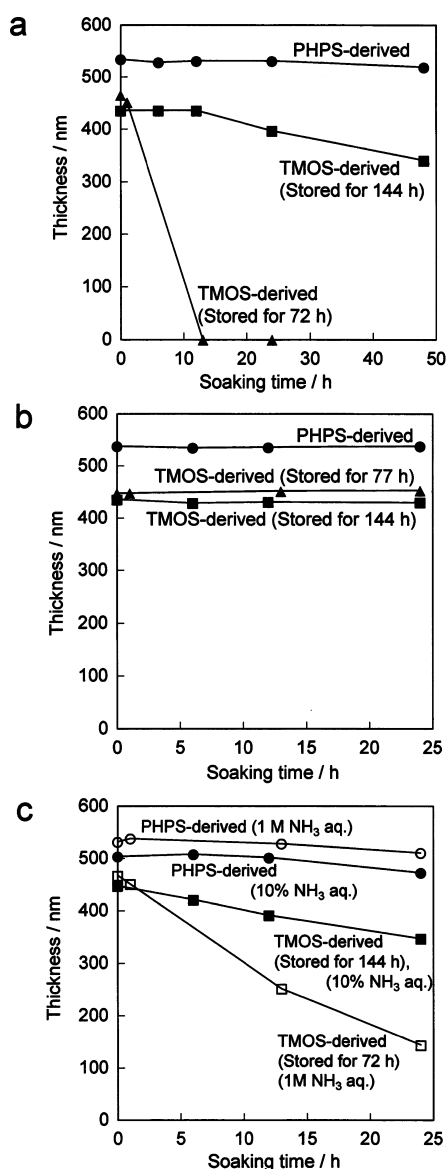 a
600
500
400
300
200
100
0
Thickness / nm
PHPS-derived
TMOS-derived
(Stored for 144 h)
TMOS-derived
(Stored for 72 h)
0 10 20 30 40 50
Soaking time / h
b
600
500
400
300
200
100
0
Thickness / nm
PHPS-derived
TMOS-derived (Stored for 77 h)
TMOS-derived (Stored for 144 h)
0 5 10 15 20 25
Soaking time / h
c
600
500
400
300
200
100
0
Thickness / nm
PHPS-derived (1 M NH₃ aq.)
PHPS-derived
(10% NH₃ aq.)
TMOS-derived
(Stored for 144 h),
(10% NH₃ aq.)
TMOS-derived
(Stored for 72 h)
(1M NH₃ aq.)
0 5 10 15 20 25
Soaking time / h